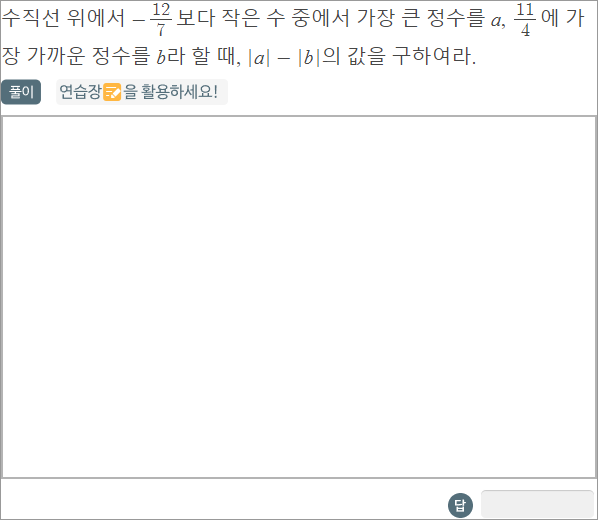 수직선 위에서 −12/7 보다 작은 수 중에서 가장 큰 정수를 a, 11/4 에 가
장 가까운 정수를 b라 할 때, |a| − |b|의 값을 구하여라.
풀이 연습장을 활용하세요!
답